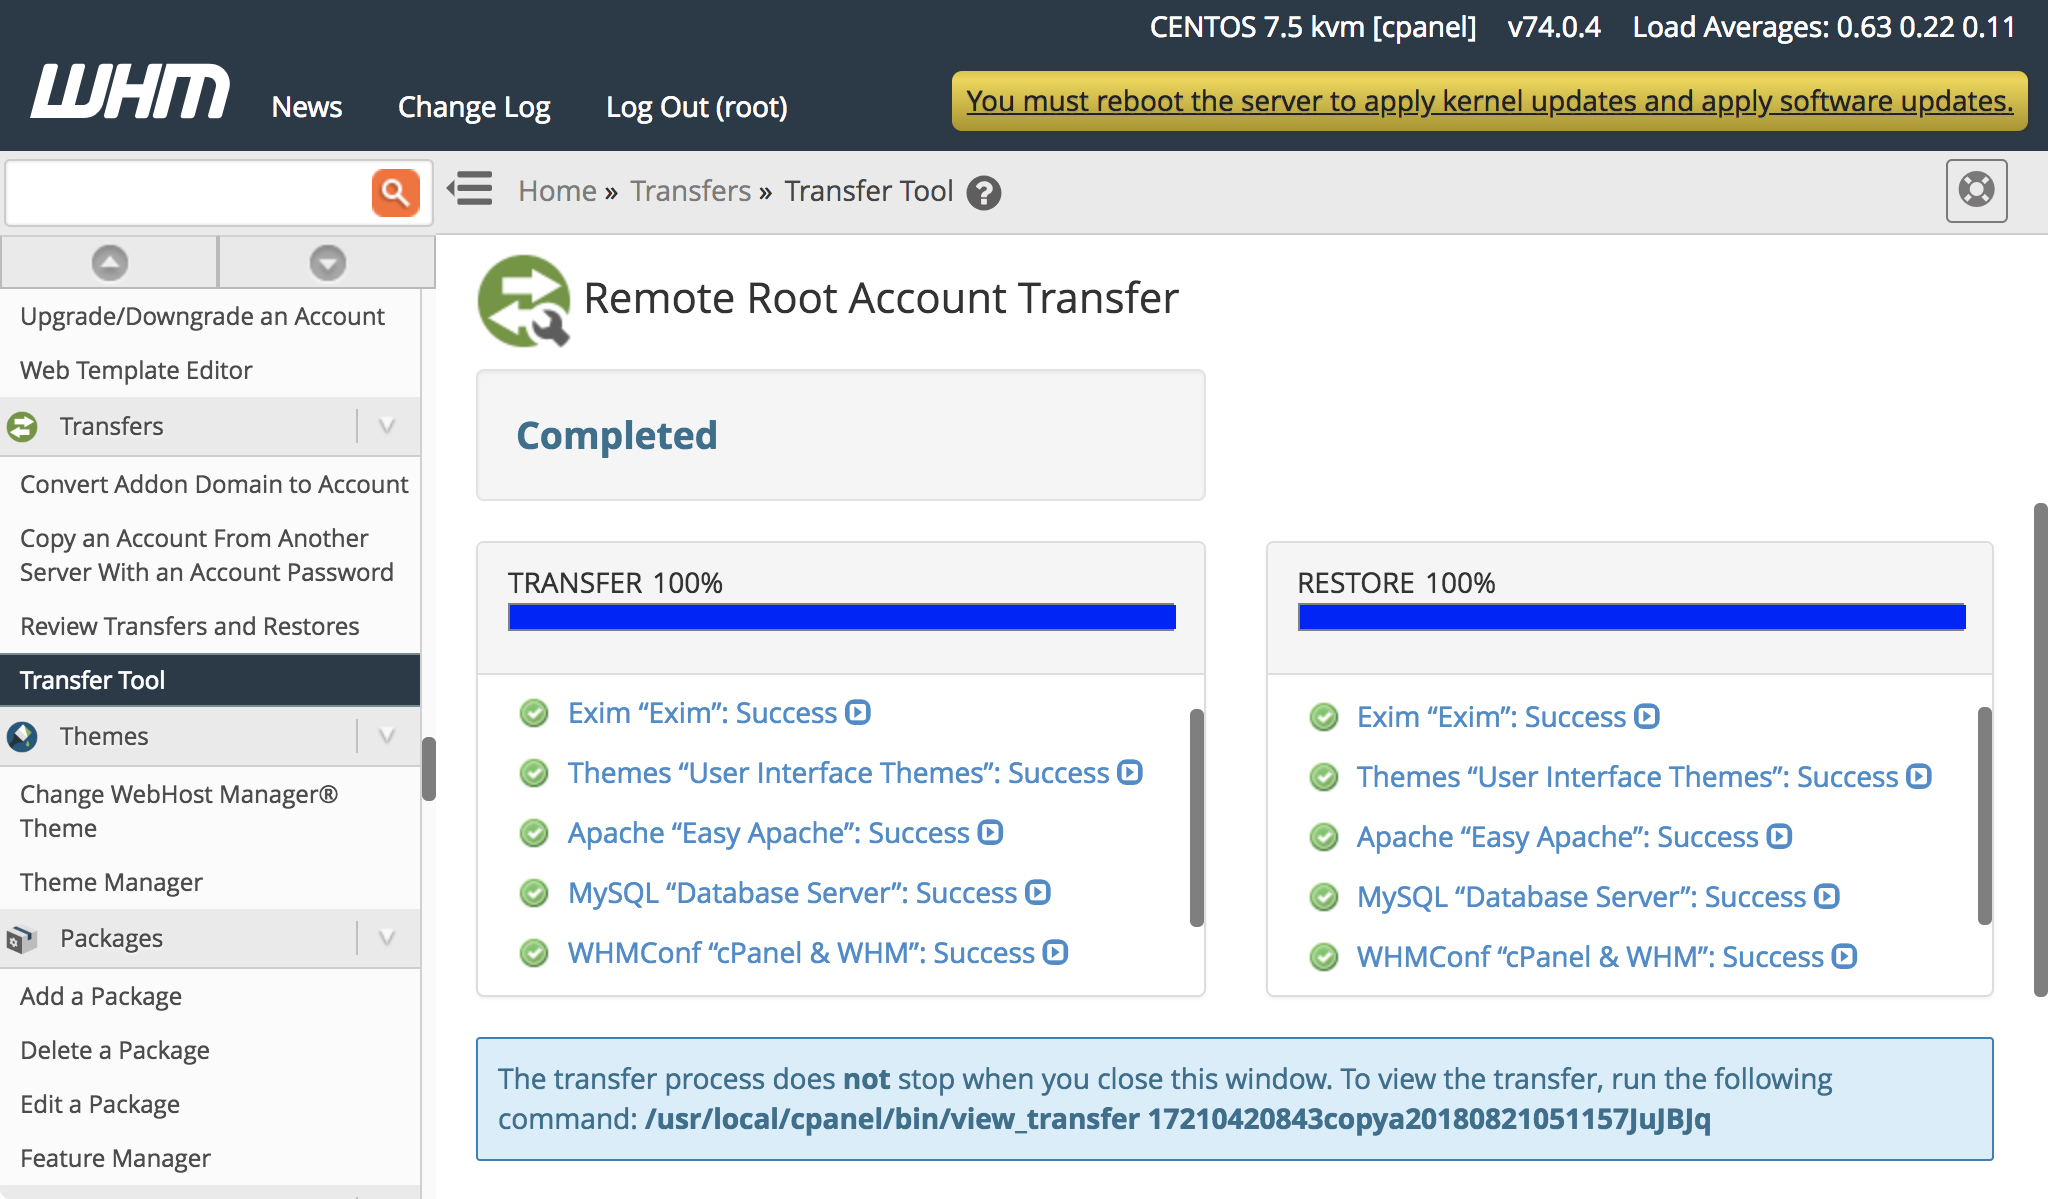 CENTOS 7.5 kvm [cpanel] v74.0.4 Load Averages: 0.63 0.22 0.11
WHM
News Change Log Log Out (root)
You must reboot the server to apply kernel updates and apply software updates.
Home » Transfers » Transfer Tool
Upgrade/Downgrade an Account
Web Template Editor
Transfers
Convert Addon Domain to Account
Copy an Account From Another
Server With an Account Password
Review Transfers and Restores
Transfer Tool
Themes
Change WebHost Manager®
Theme
Theme Manager
Packages
Add a Package
Delete a Package
Edit a Package
Feature Manager
Remote Root Account Transfer
Completed
TRANSFER 100%
Exim “Exim”: Success
Themes “User Interface Themes”: Success
Apache “Easy Apache”: Success
MySQL “Database Server”: Success
WHMConf “cPanel & WHM”: Success
RESTORE 100%
Exim “Exim”: Success
Themes “User Interface Themes”: Success
Apache “Easy Apache”: Success
MySQL “Database Server”: Success
WHMConf “cPanel & WHM”: Success
The transfer process does not stop when you close this window. To view the transfer, run the following
command: /usr/local/cpanel/bin/view_transfer 17210420843copya20180821051157JuJBJq